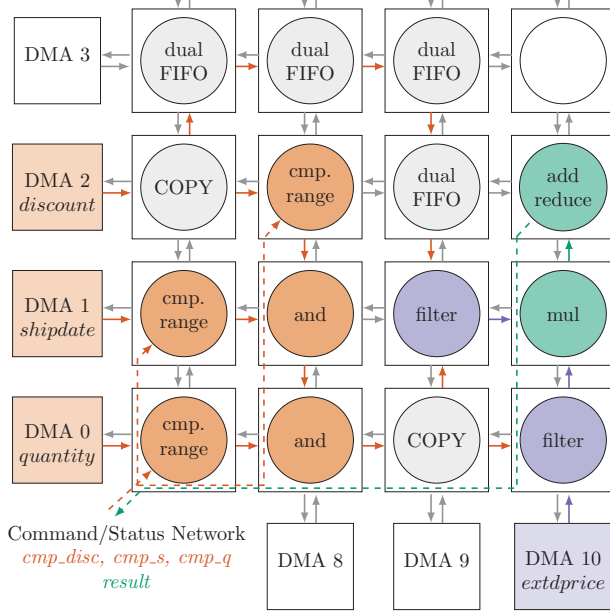 DMA 3
dual
FIFO
dual
FIFO
dual
FIFO
DMA 2
discount
COPY
cmp.
range
dual
FIFO
add
reduce
DMA 1
shipdate
cmp.
range
and
filter
mul
DMA 0
quantity
cmp.
range
and
COPY
filter
Command/Status Network
cmp_disc, cmp_s, cmp_q
result
DMA 8
DMA 9
DMA 10
extdprice